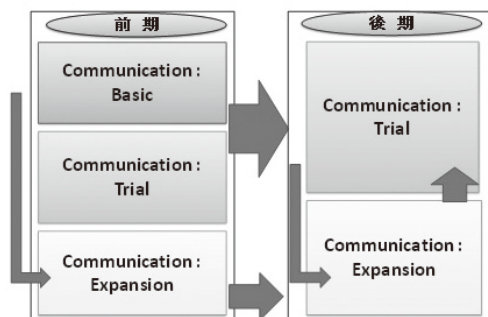 前期
Communication :
Basic
Communication :
Trial
Communication :
Expansion
後期
Communication :
Trial
Communication :
Expansion